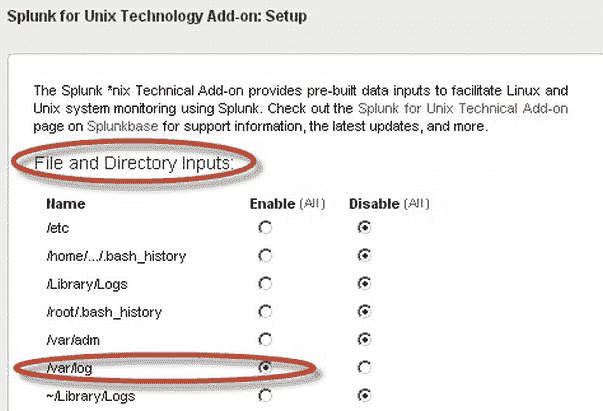 Splunk for Unix Technology Add-on: Setup
The Splunk *nix Technical Add-on provides pre-built data inputs to facilitate Linux and
Unix system monitoring using Splunk. Check out the Splunk for Unix Technical Add-on
page on Splunkbase for support information, the latest updates, and more.
File and Directory Inputs:
Name Enable (All) Disable (All)
/etc
/home/.../.bash_history
/Library/Logs
/root/.bash_history
/var/adm
/var/log
~/Library/Logs